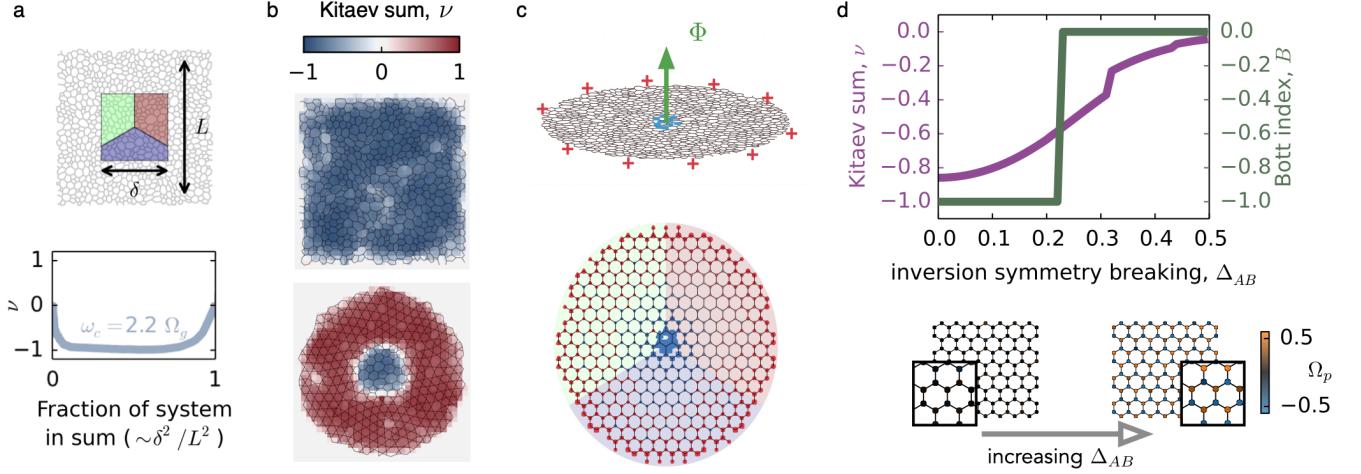 a
L
δ
1
0
−1
ν
ω_c = 2.2 Ω_g
0
1
Fraction of system
in sum (∼δ² /L²)
b
Kitaev sum, ν
−1
0
1
c
Φ
+
+
+
+
+
+
+
+
+
+
d
0.0
−0.2
−0.4
−0.6
−0.8
−1.0
Kitaev sum, ν
0.0
−0.2
−0.4
−0.6
−0.8
−1.0
Bott index, B
0.0
0.1
0.2
0.3
0.4
0.5
inversion symmetry breaking, Δ_AB
0.5
Ω_p
−0.5
increasing Δ_AB